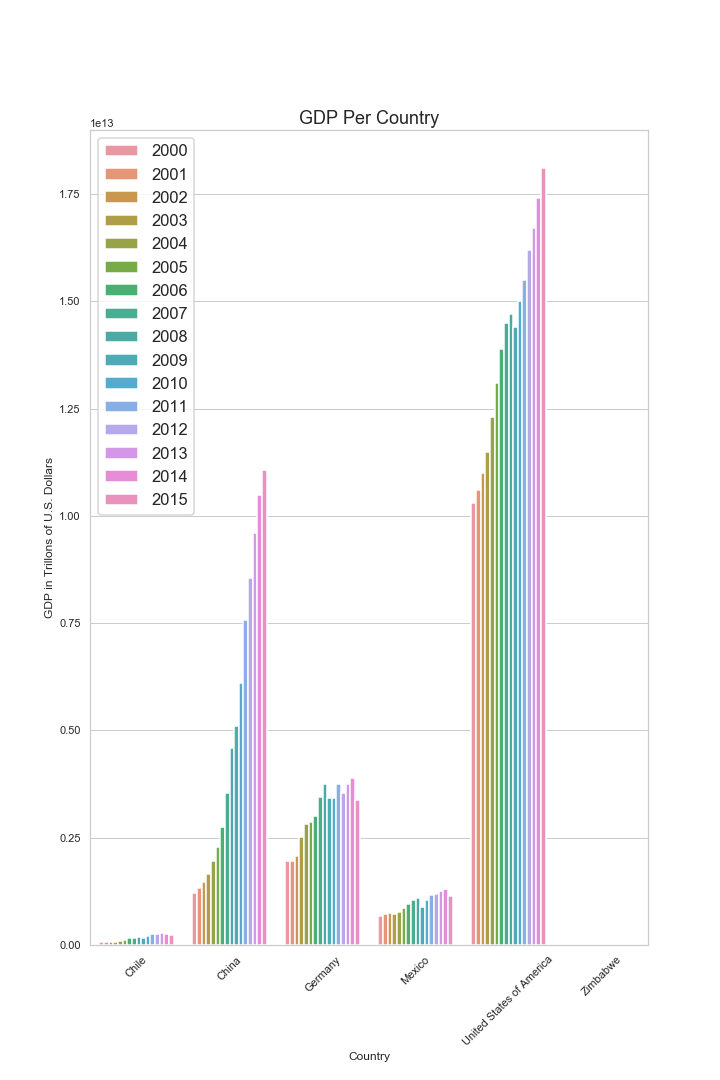 GDP Per Country
1e13
2000
2001
2002
2003
2004
2005
2006
2007
2008
2009
2010
2011
2012
2013
2014
2015
1.75
1.50
1.25
1.00
0.75
0.50
0.25
0.00
GDP in Trillons of U.S. Dollars
Chile
China
Germany
Mexico
United States of America
Zimbabwe
Country